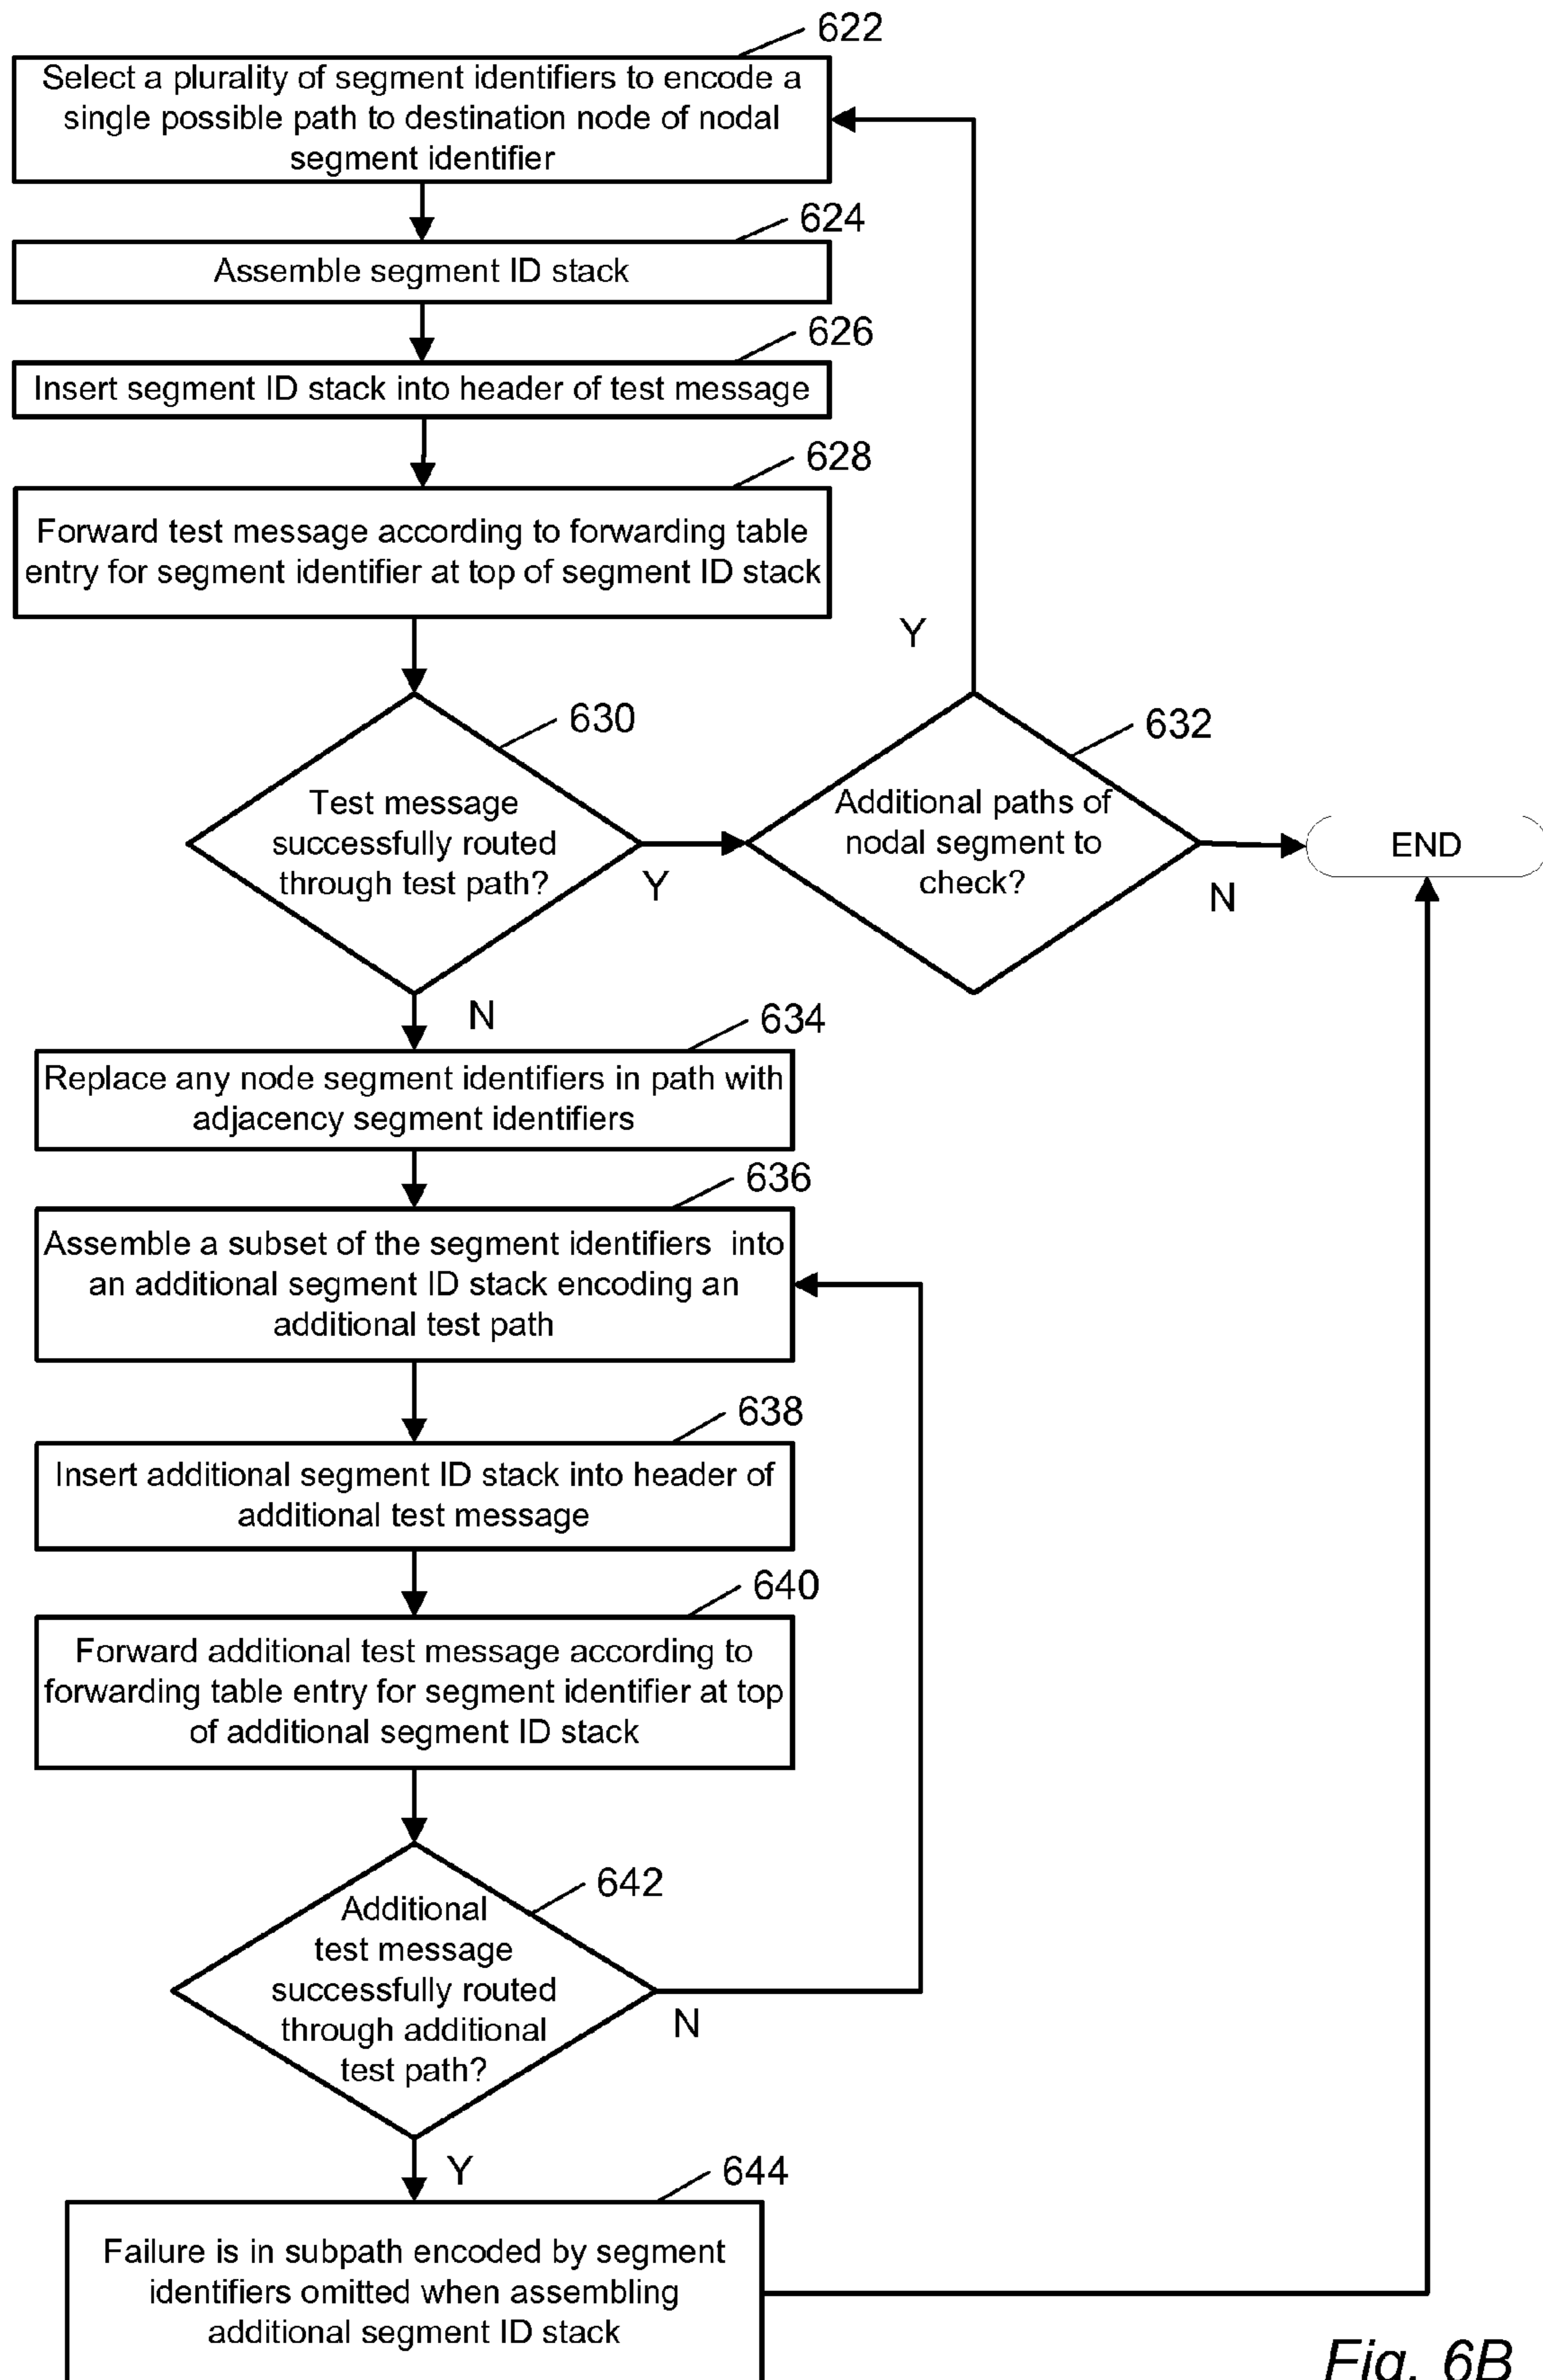 622
Select a plurality of segment identifiers to encode a
single possible path to destination node of nodal
segment identifier
624
Assemble segment ID stack
626
Insert segment ID stack into header of test message
628
Forward test message according to forwarding table
entry for segment identifier at top of segment ID stack
Y
630
632
Test message
successfully routed
through test path?
Y
Additional paths of
nodal segment to
check?
N
END
N
634
Replace any node segment identifiers in path with
adjacency segment identifiers
636
Assemble a subset of the segment identifiers into
an additional segment ID stack encoding an
additional test path
638
Insert additional segment ID stack into header of
additional test message
640
Forward additional test message according to
forwarding table entry for segment identifier at top
of additional segment ID stack
642
Additional
test message
successfully routed
through additional
test path?
N
Y
644
Failure is in subpath encoded by segment
identifiers omitted when assembling
additional segment ID stack
Fig. 6B